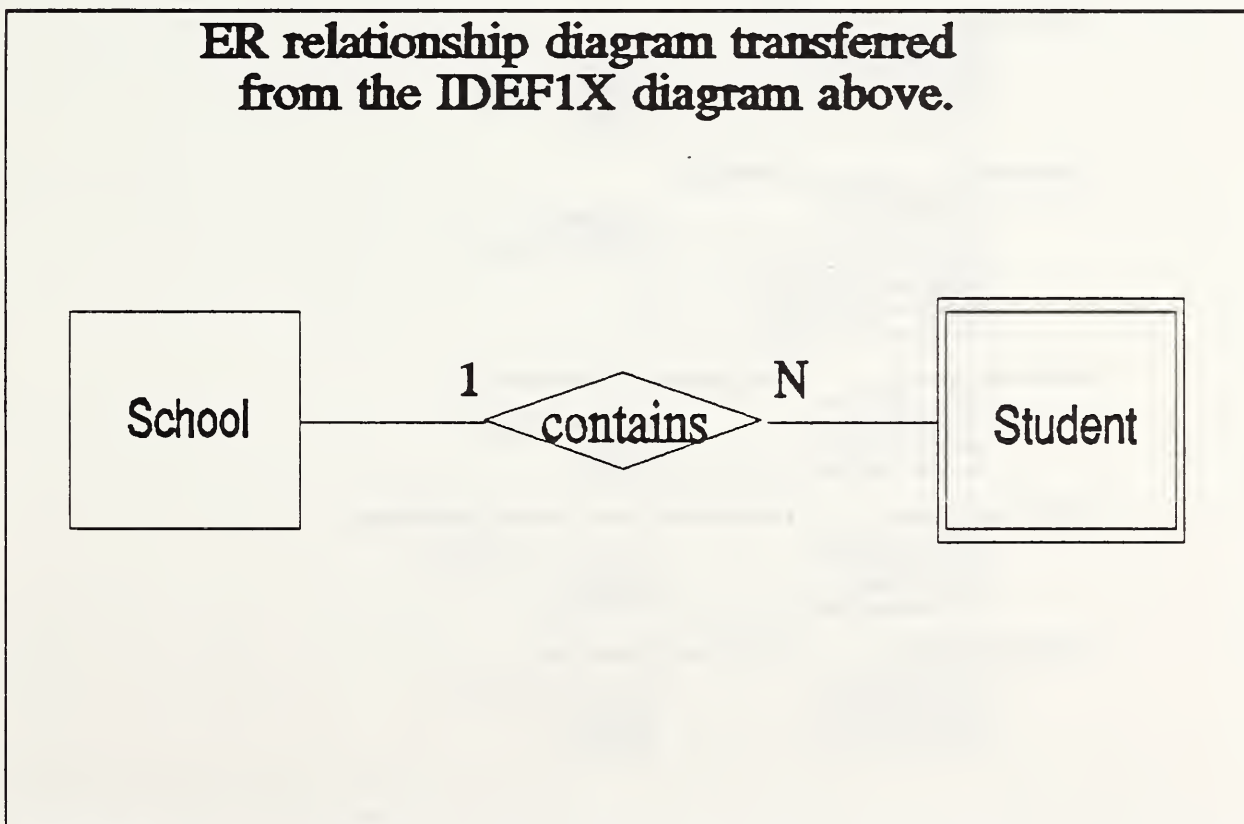 ER relationship diagram transferred
from the IDEF1X diagram above.
1
N
School
contains
Student